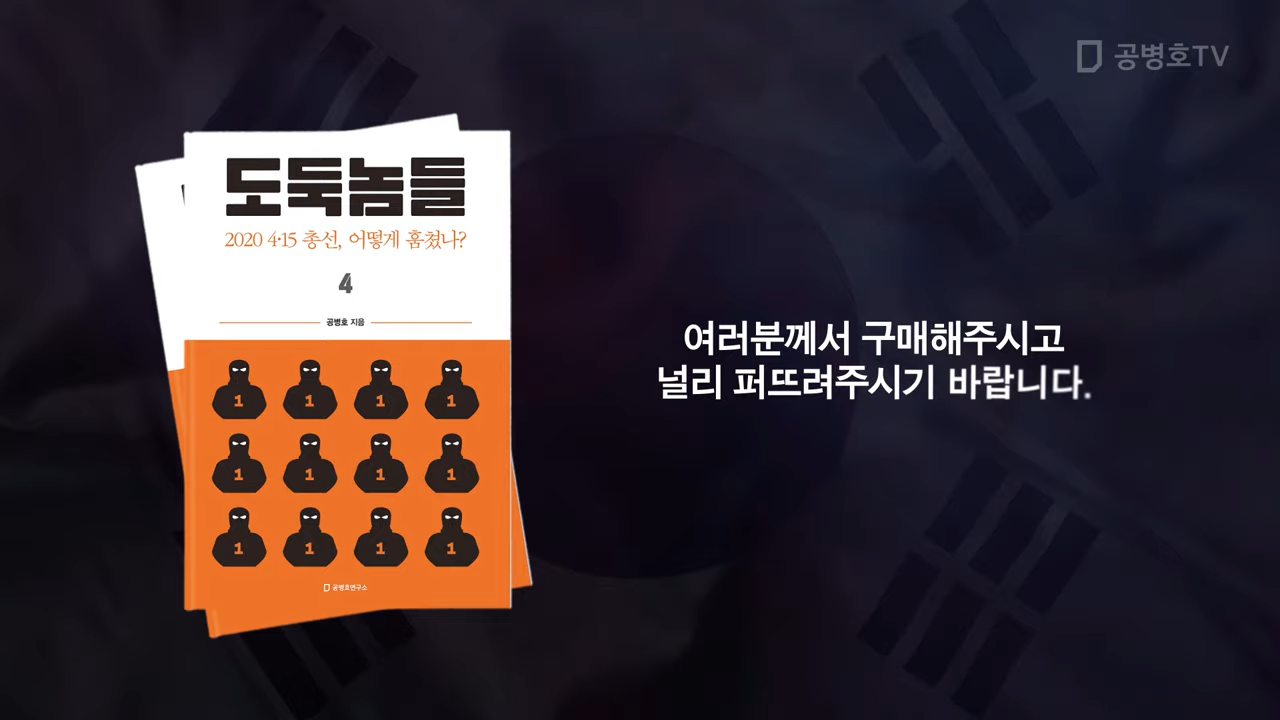 공병호TV
도둑놈들
2020 4·15 총선, 어떻게 훔쳤나?
4
공병호 지음
1 1 1 1
1 1 1 1
1 1 1 1
공병호연구소
여러분께서 구매해주시고
널리 퍼뜨려주시기 바랍니다.